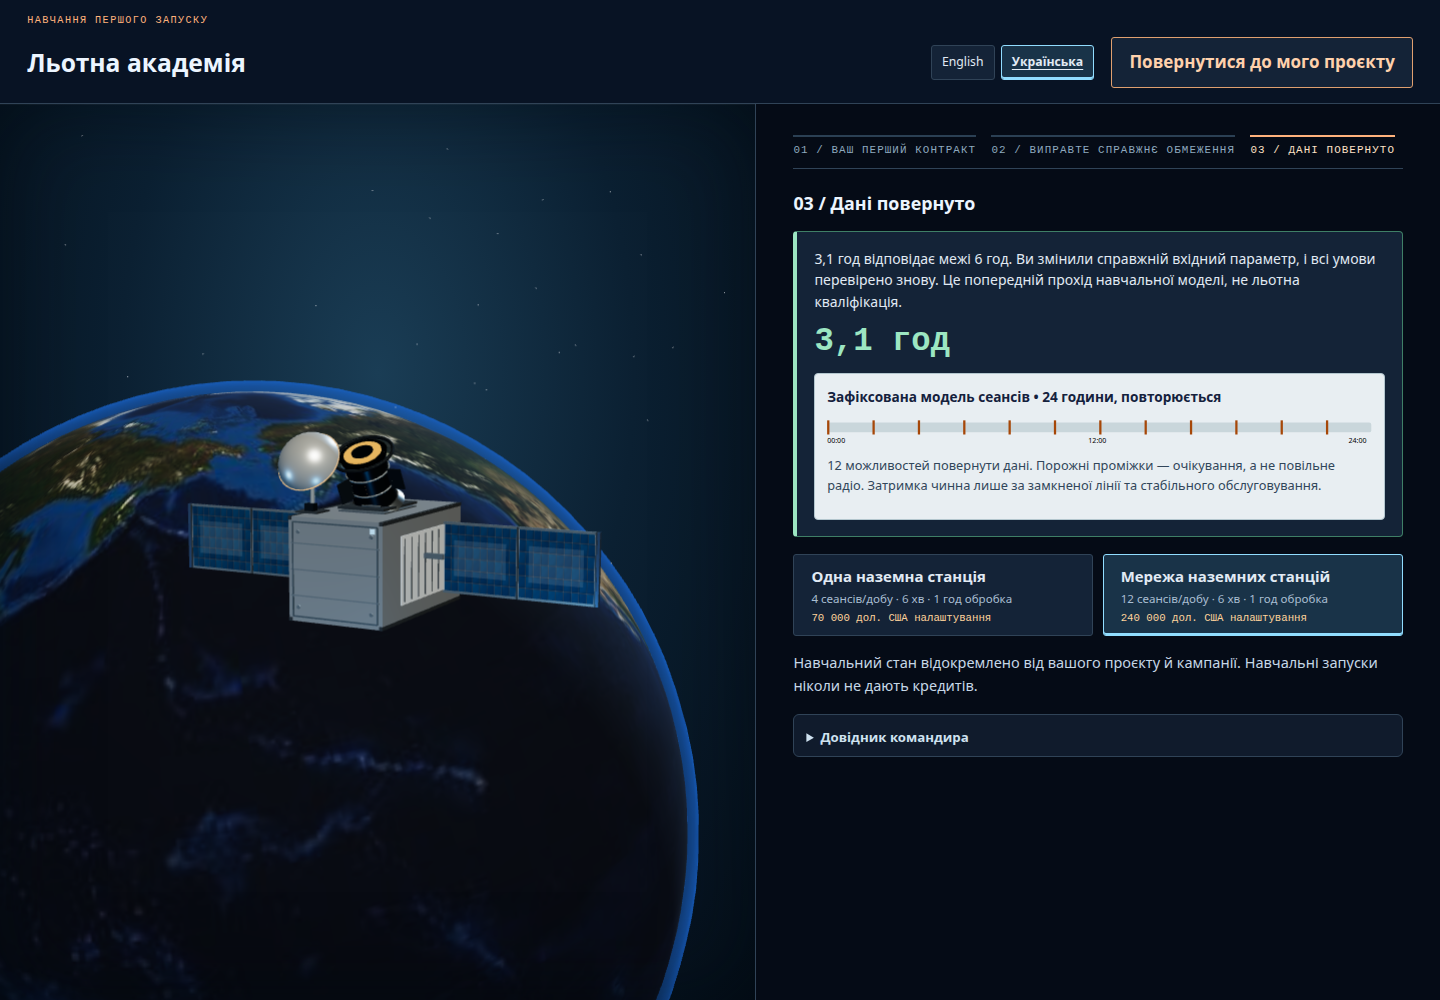 НАВЧАННЯ ПЕРШОГО ЗАПУСКУ
Льотна академія
English
Українська
Повернутися до мого проєкту
01 / ВАШ ПЕРШИЙ КОНТРАКТ
02 / ВИПРАВТЕ СПРАВЖНЄ ОБМЕЖЕННЯ
03 / ДАНІ ПОВЕРНУТО
03 / Дані повернуто
3,1 год відповідає межі 6 год. Ви змінили справжній вхідний параметр, і всі умови
перевірено знову. Це попередній прохід навчальної моделі, не льотна
кваліфікація.
3,1 год
Зафіксована модель сеансів • 24 години, повторюється
00:00
12:00
24:00
12 можливостей повернути дані. Порожні проміжки — очікування, а не повільне
радіо. Затримка чинна лише за замкненої лінії та стабільного обслуговування.
Одна наземна станція
4 сеансів/добу · 6 хв · 1 год обробка
70 000 дол. США налаштування
Мережа наземних станцій
12 сеансів/добу · 6 хв · 1 год обробка
240 000 дол. США налаштування
Навчальний стан відокремлено від вашого проєкту й кампанії. Навчальні запуски
ніколи не дають кредитів.
▶ Довідник командира